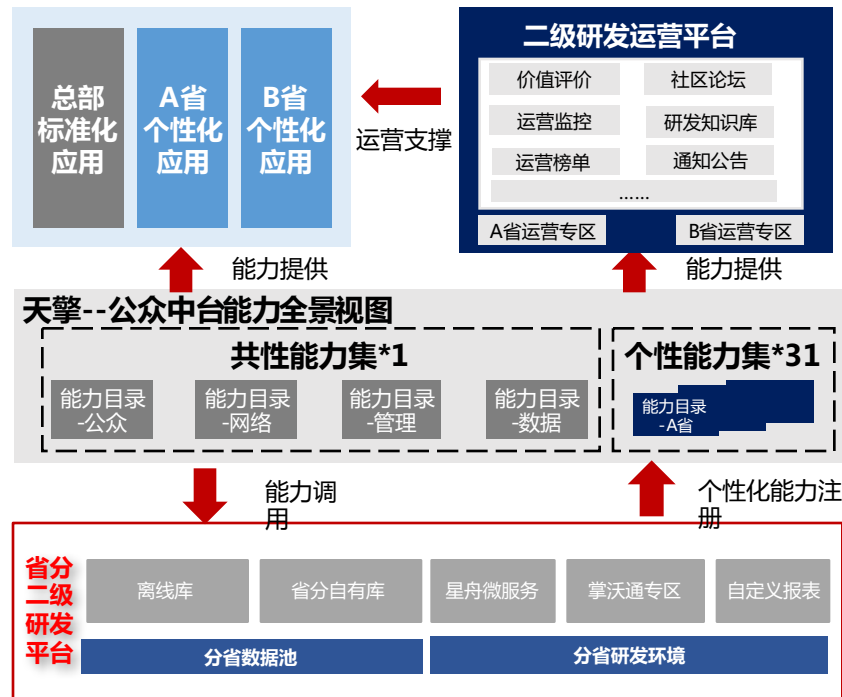 总部
标准化
应用
A省
个性化
应用
B省
个性化
应用
运营支撑
二级研发运营平台
价值评价
社区论坛
运营监控
研发知识库
运营榜单
通知公告
......
A省运营专区
B省运营专区
能力提供
能力提供
天擎--公众中台能力全景视图
共性能力集*1
能力目录
-公众
能力目录
-网络
能力目录
-管理
能力目录
-数据
个性能力集*31
能力目录
-A省
能力调
用
个性化能力注
册
省分
二级
研发
平台
离线库
省分自有库
星舟微服务
掌沃通专区
自定义报表
分省数据池
分省研发环境